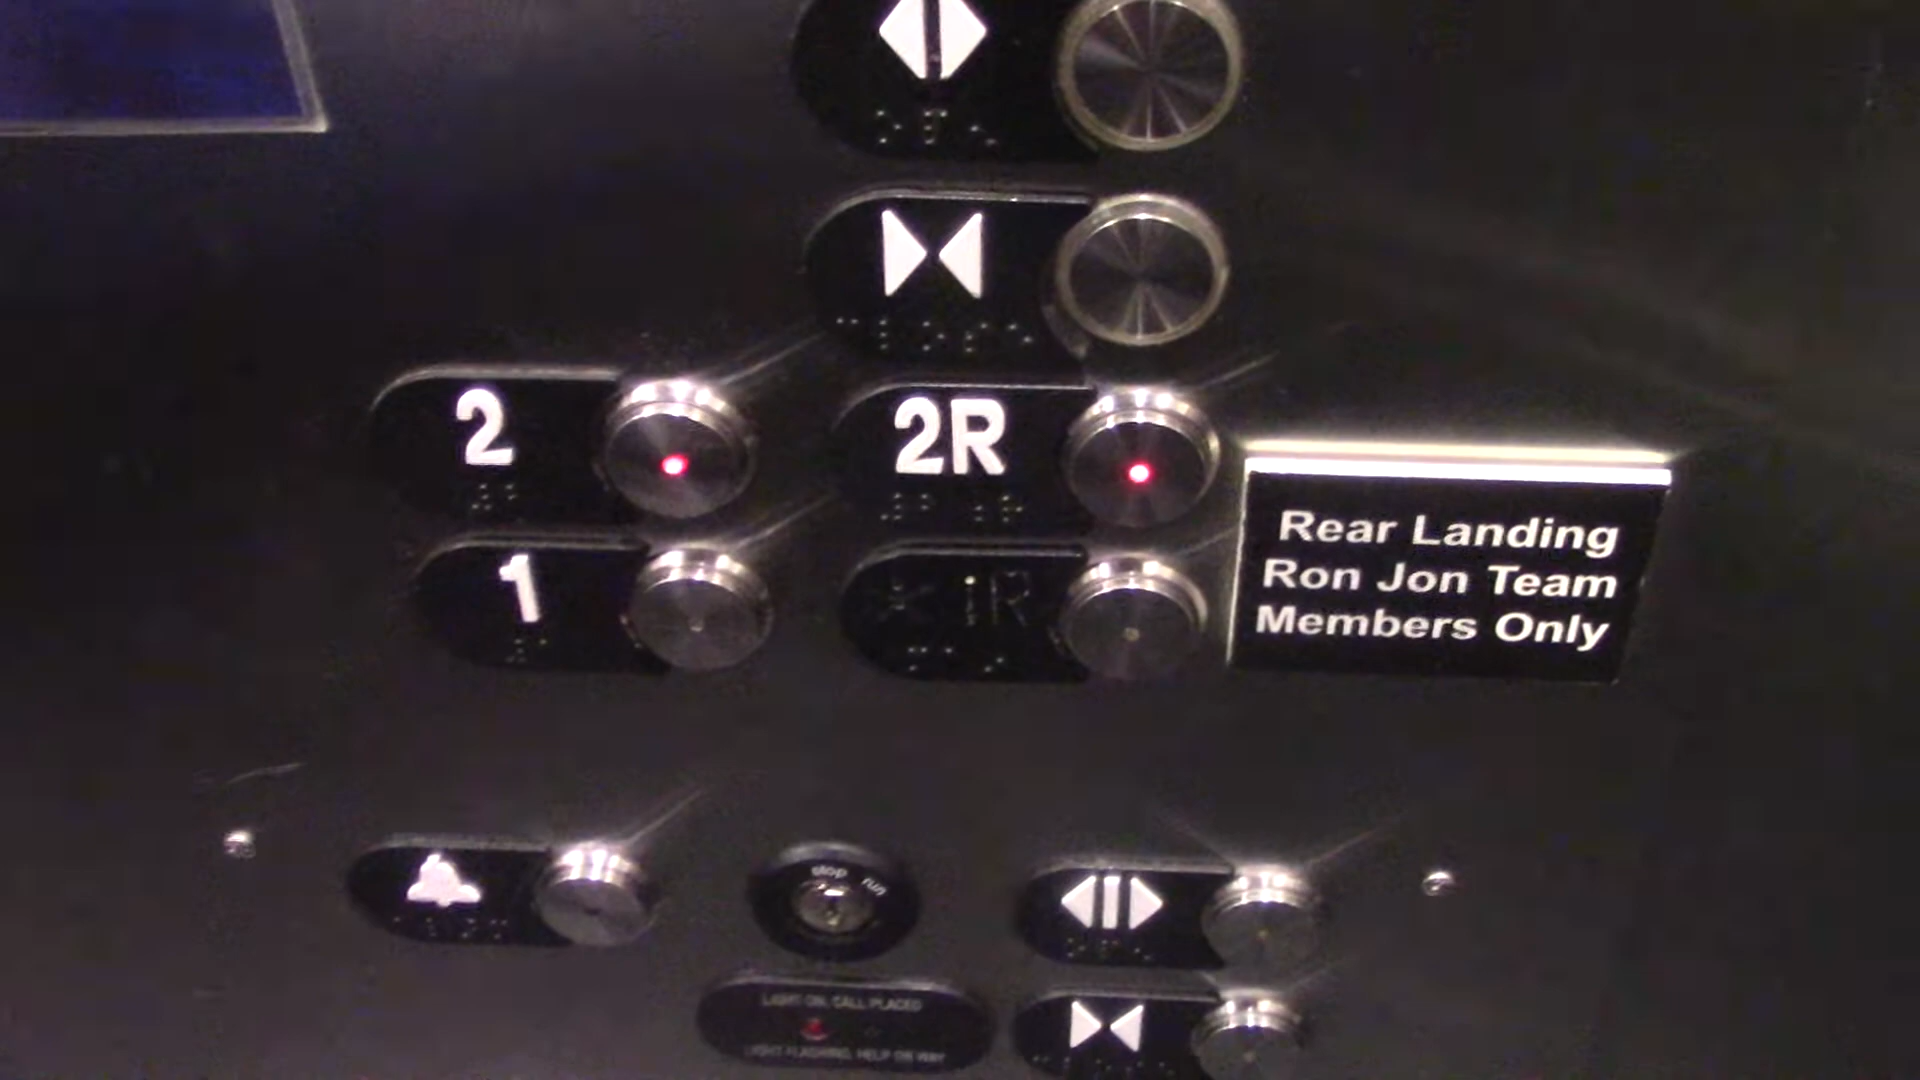 2
2R
1
1R
Rear Landing
Ron Jon Team
Members Only
stop run
LIGHT ON, CALL PLACED
LIGHT FLASHING, HELP ON WAY